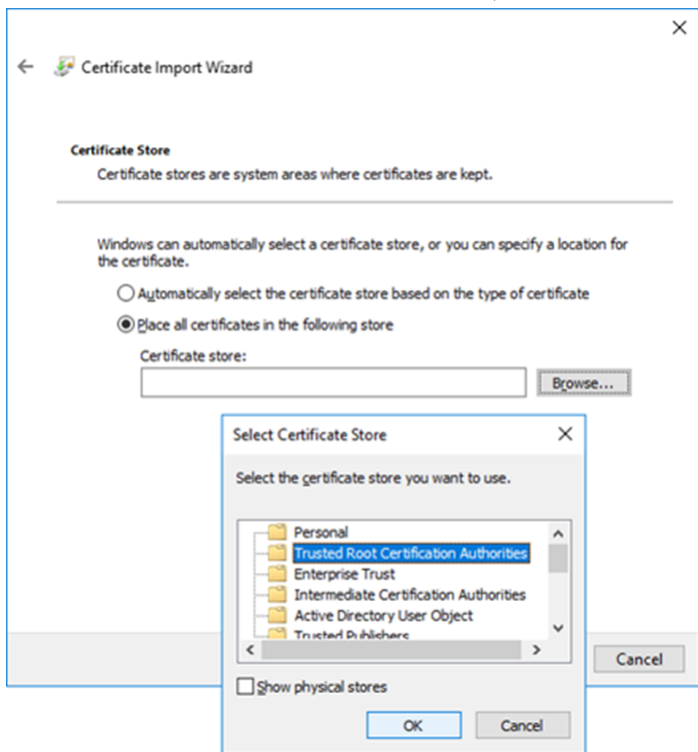 Certificate Import Wizard
Certificate Store
Certificate stores are system areas where certificates are kept.
Windows can automatically select a certificate store, or you can specify a location for
the certificate.
Automatically select the certificate store based on the type of certificate
Place all certificates in the following store
Certificate store:
Browse...
Select Certificate Store
Select the certificate store you want to use.
Personal
Trusted Root Certification Authorities
Enterprise Trust
Intermediate Certification Authorities
Active Directory User Object
Trusted Publishers
Show physical stores
OK
Cancel
Cancel